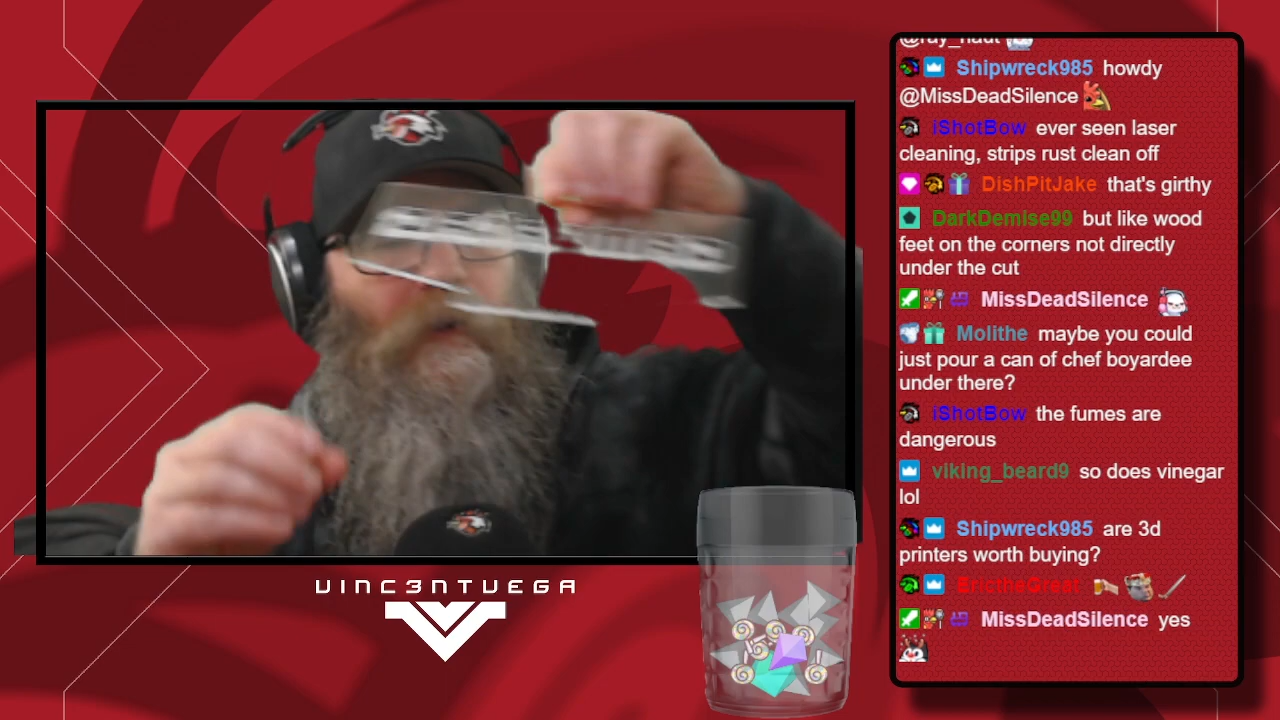 Shipwreck985 howdy
@MissDeadSilence
iShotBow ever seen laser
cleaning, strips rust clean off
DishPitJake that's girthy
DarkDemise99 but like wood
feet on the corners not directly
under the cut
MissDeadSilence
Molithe maybe you could
just pour a can of chef boyardee
under there?
iShotBow the fumes are
dangerous
viking_beard9 so does vinegar
lol
Shipwreck985 are 3d
printers worth buying?
ErictheGreat
MissDeadSilence yes
VINC3NTVEGA